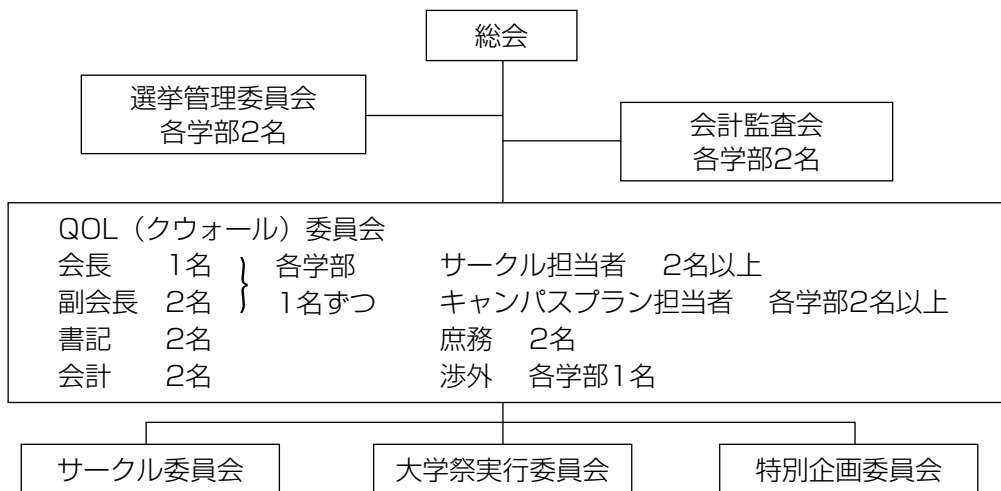 総会
選挙管理委員会
各学部2名
会計監査会
各学部2名
QOL（クウォール）委員会
会長 1名 } 各学部 サークル担当者 2名以上
副会長 2名 1名ずつ キャンパスプラン担当者 各学部2名以上
書記 2名 庶務 2名
会計 2名 渉外 各学部1名
サークル委員会 大学祭実行委員会 特別企画委員会